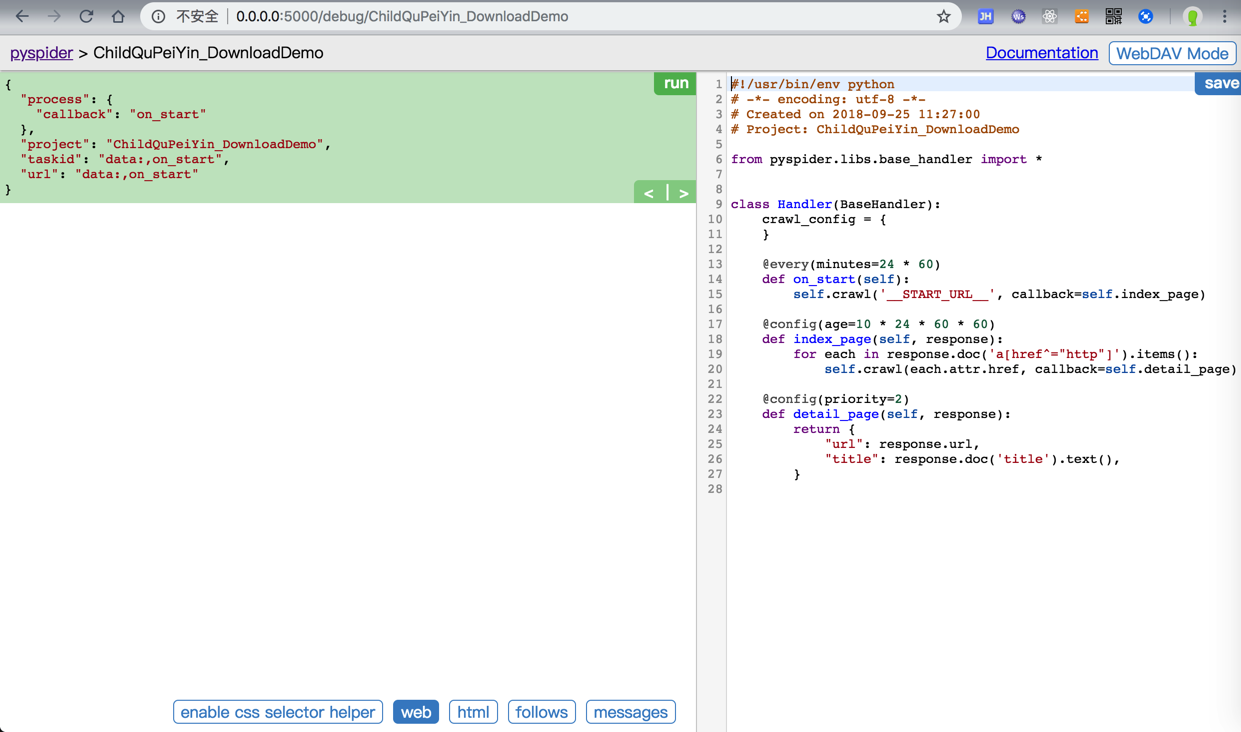 不安全 | 0.0.0.0:5000/debug/ChildQuPeiYin_DownloadDemo
JH
Ws
pyspider > ChildQuPeiYin_DownloadDemo
Documentation
WebDAV Mode
{
"process": {
"callback": "on_start"
},
"project": "ChildQuPeiYin_DownloadDemo",
"taskid": "data:,on_start",
"url": "data:,on_start"
}
run
< | >
save
1 #!/usr/bin/env python
2 # -*- encoding: utf-8 -*-
3 # Created on 2018-09-25 11:27:00
4 # Project: ChildQuPeiYin_DownloadDemo
5
6 from pyspider.libs.base_handler import *
7
8
9 class Handler(BaseHandler):
10 crawl_config = {
11 }
12
13 @every(minutes=24 * 60)
14 def on_start(self):
15 self.crawl('__START_URL__', callback=self.index_page)
16
17 @config(age=10 * 24 * 60 * 60)
18 def index_page(self, response):
19 for each in response.doc('a[href^="http"]').items():
20 self.crawl(each.attr.href, callback=self.detail_page)
21
22 @config(priority=2)
23 def detail_page(self, response):
24 return {
25 "url": response.url,
26 "title": response.doc('title').text(),
27 }
28
enable css selector helper
web
html
follows
messages